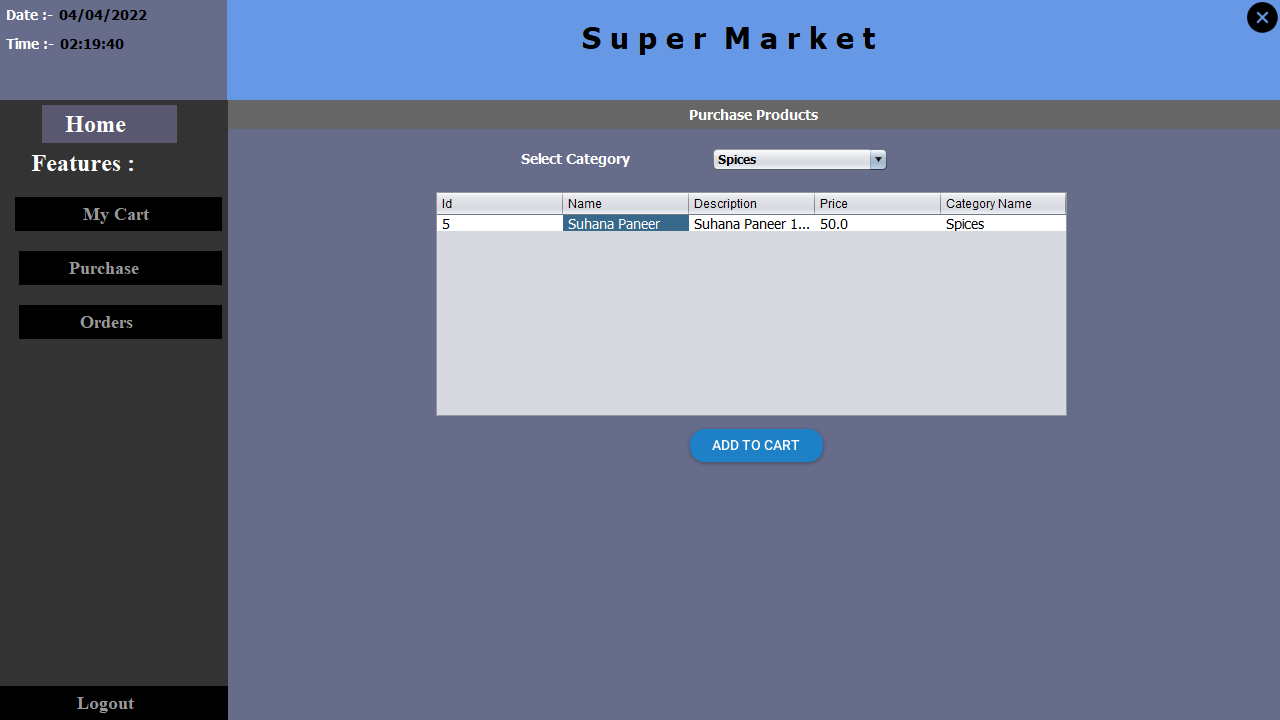 Date :- 04/04/2022
Time :- 02:19:40
Super Market
Home
Features :
My Cart
Purchase
Orders
Logout
Purchase Products
Select Category Spices
Id Name Description Price Category Name
5 Suhana Paneer Suhana Paneer 1... 50.0 Spices
ADD TO CART